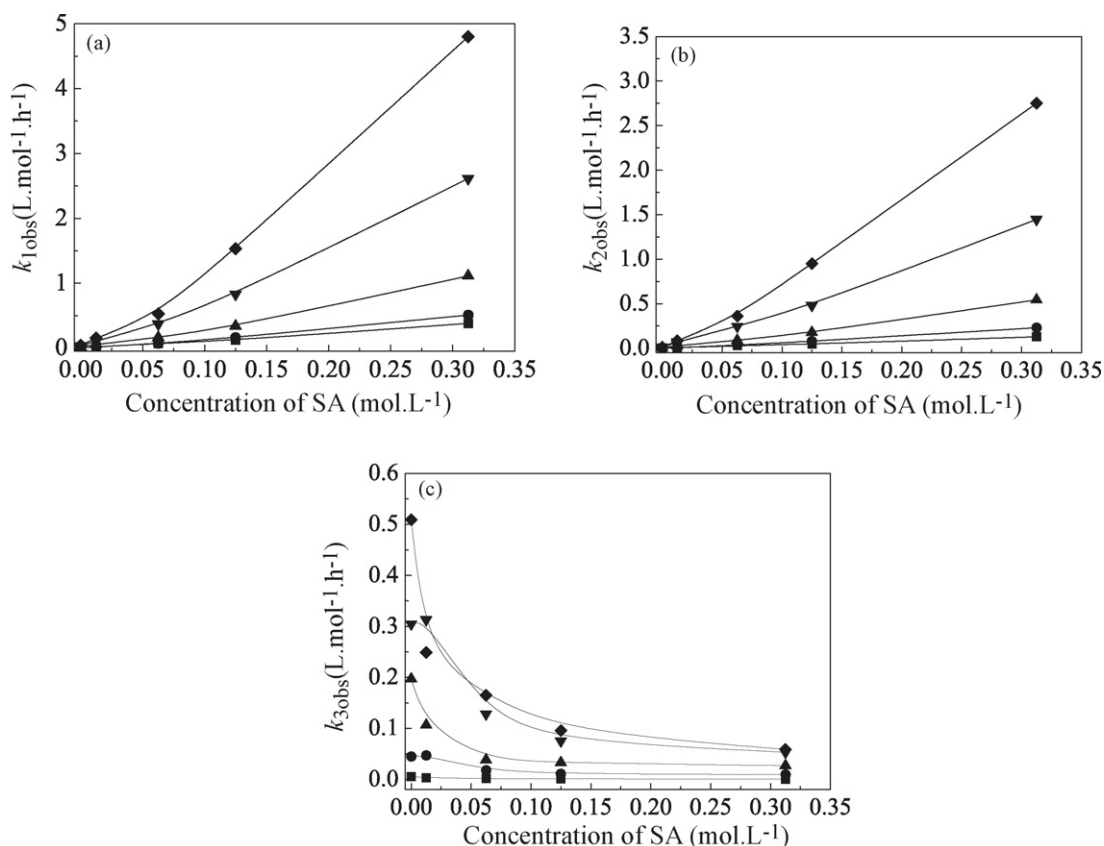 (a)
5
4
3
2
1
0
k1obs(L.mol-1.h-1)
0.00 0.05 0.10 0.15 0.20 0.25 0.30 0.35
Concentration of SA (mol.L-1)
(b)
3.5
3.0
2.5
2.0
1.5
1.0
0.5
0.0
k2obs(L.mol-1.h-1)
0.00 0.05 0.10 0.15 0.20 0.25 0.30 0.35
Concentration of SA (mol.L-1)
(c)
0.6
0.5
0.4
0.3
0.2
0.1
0.0
k3obs(L.mol-1.h-1)
0.00 0.05 0.10 0.15 0.20 0.25 0.30 0.35
Concentration of SA (mol.L-1)